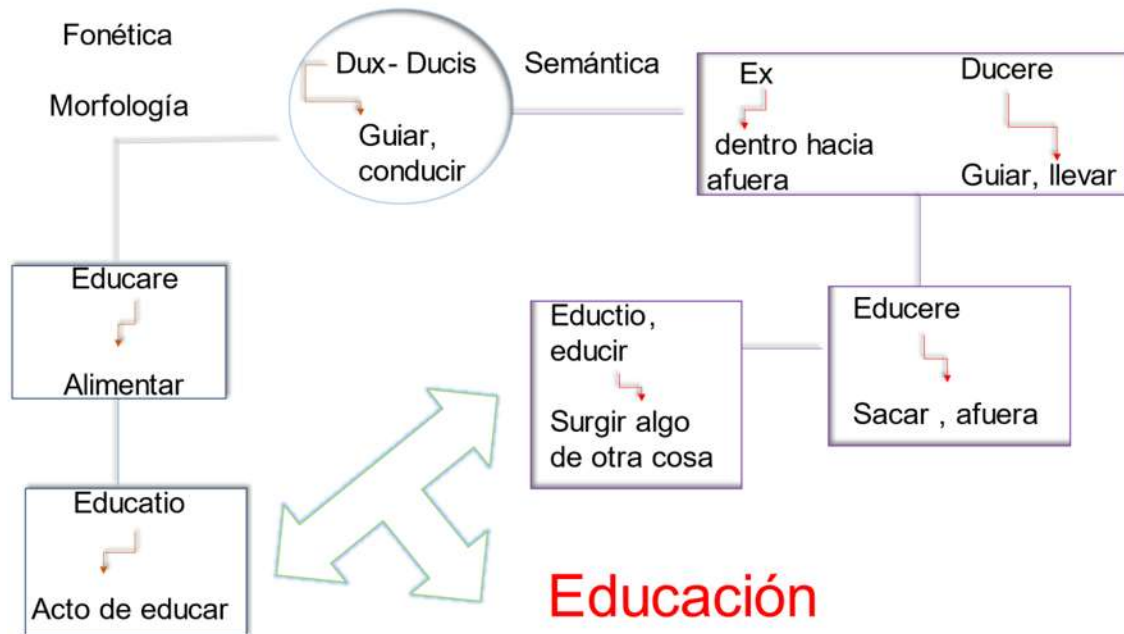 Fonética
Morfología
Dux- Ducis
Guiar,
conducir
Semántica
Ex
dentro hacia
afuera
Ducere
Guiar, llevar
Educare
Alimentar
Educatio
Acto de educar
Eductio,
educir
Surgir algo
de otra cosa
Educere
Sacar , afuera
Educación